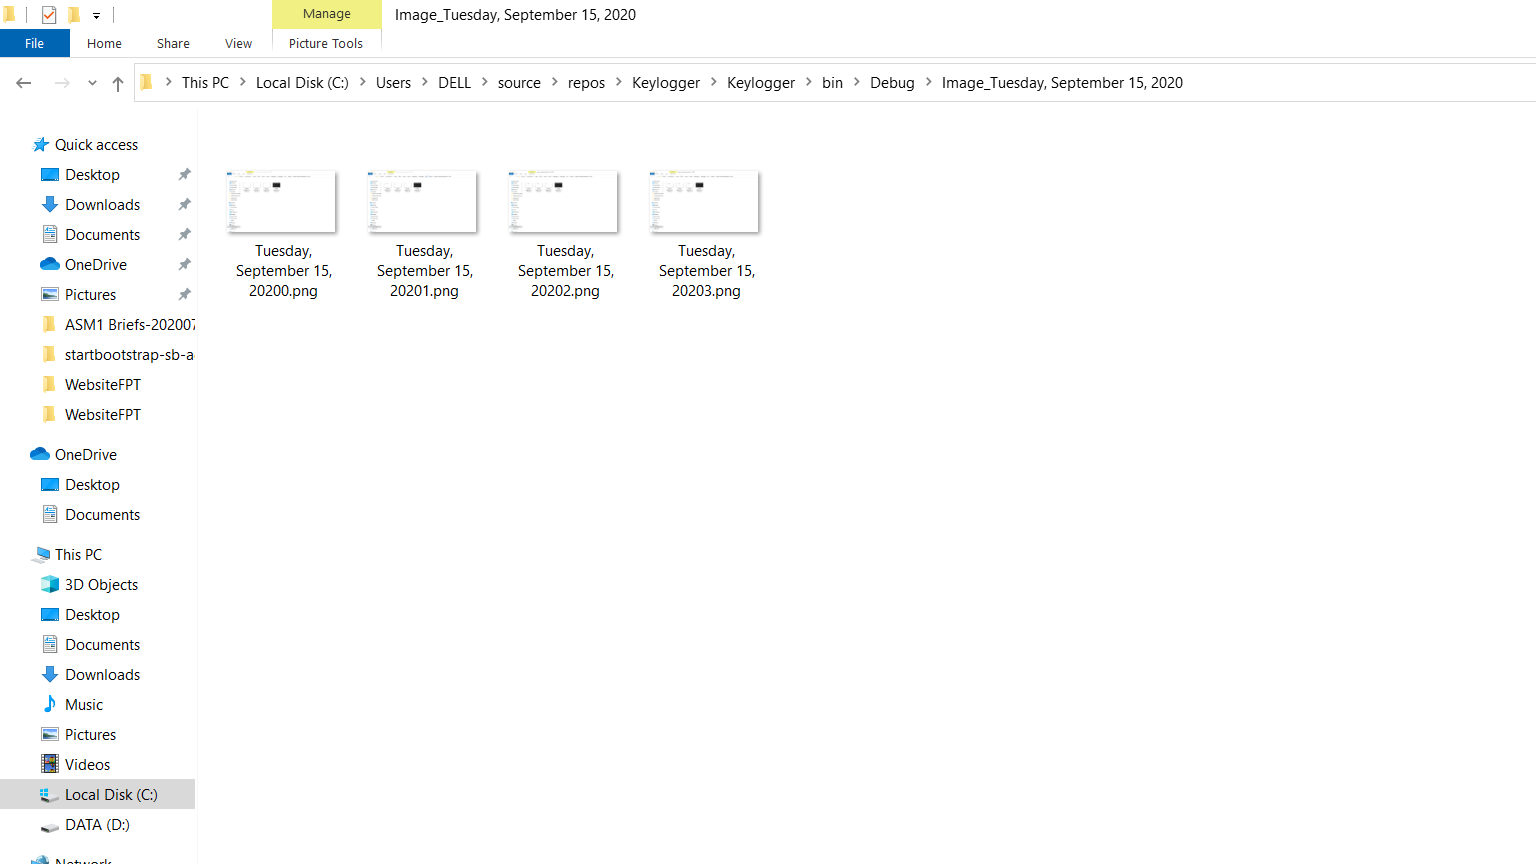 Manage
Image_Tuesday, September 15, 2020
File
Home
Share
View
Picture Tools
This PC
Local Disk (C:)
Users
DELL
source
repos
Keylogger
Keylogger
bin
Debug
Image_Tuesday, September 15, 2020
Quick access
Desktop
Downloads
Documents
OneDrive
Pictures
ASM1 Briefs-202007
startbootstrap-sb-a
WebsiteFPT
WebsiteFPT
OneDrive
Desktop
Documents
This PC
3D Objects
Desktop
Documents
Downloads
Music
Pictures
Videos
Local Disk (C:)
DATA (D:)
Network
Tuesday,
September 15,
20200.png
Tuesday,
September 15,
20201.png
Tuesday,
September 15,
20202.png
Tuesday,
September 15,
20203.png